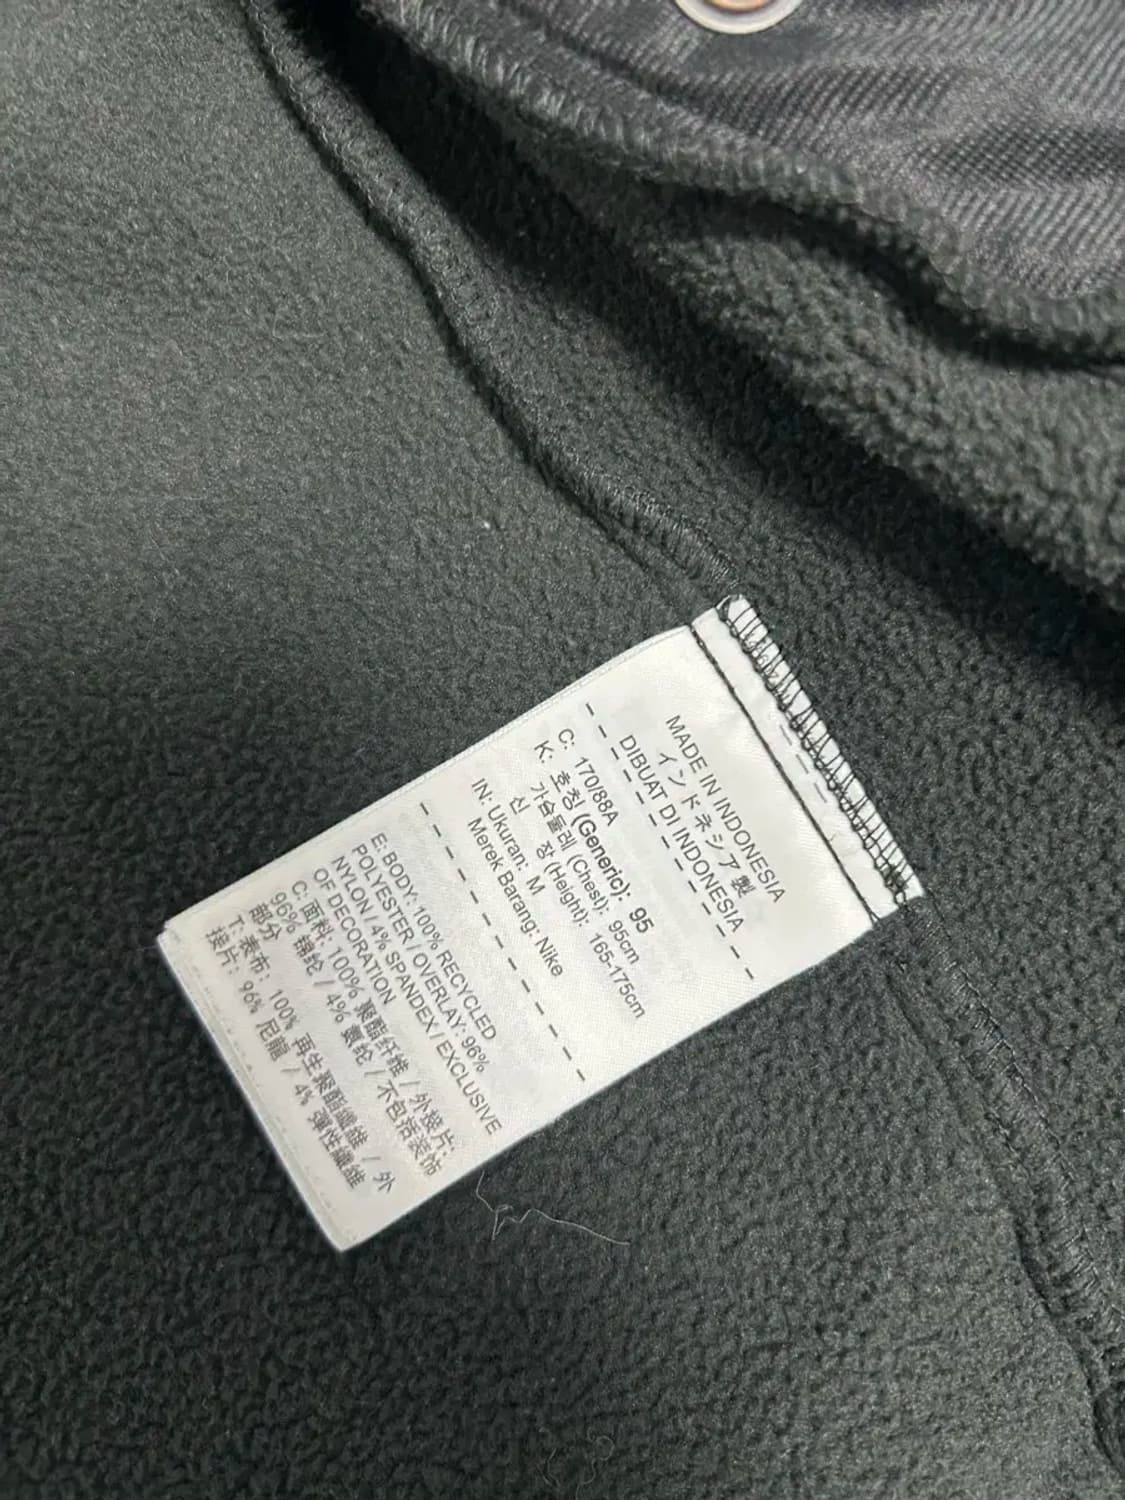 MADE IN INDONESIA
インドネシア製
DIBUAT DI INDONESIA
C: 170/88A
K: 호칭 (Generic): 95
가슴둘레 (Chest): 95cm
신 장 (Height): 165-175cm
IN: Ukuran: M
Merek Barang: Nike
E: BODY: 100% RECYCLED
POLYESTER / OVERLAY: 96%
NYLON / 4% SPANDEX / EXCLUSIVE
OF DECORATION
C: 面料: 100% 聚酯纤维 / 外接片:
96% 锦纶 / 4% 氨纶 / 不包括装饰
部分
T: 表布: 100% 再生聚酯纖維 / 外
接片: 96% 尼龍 / 4% 彈性纖維